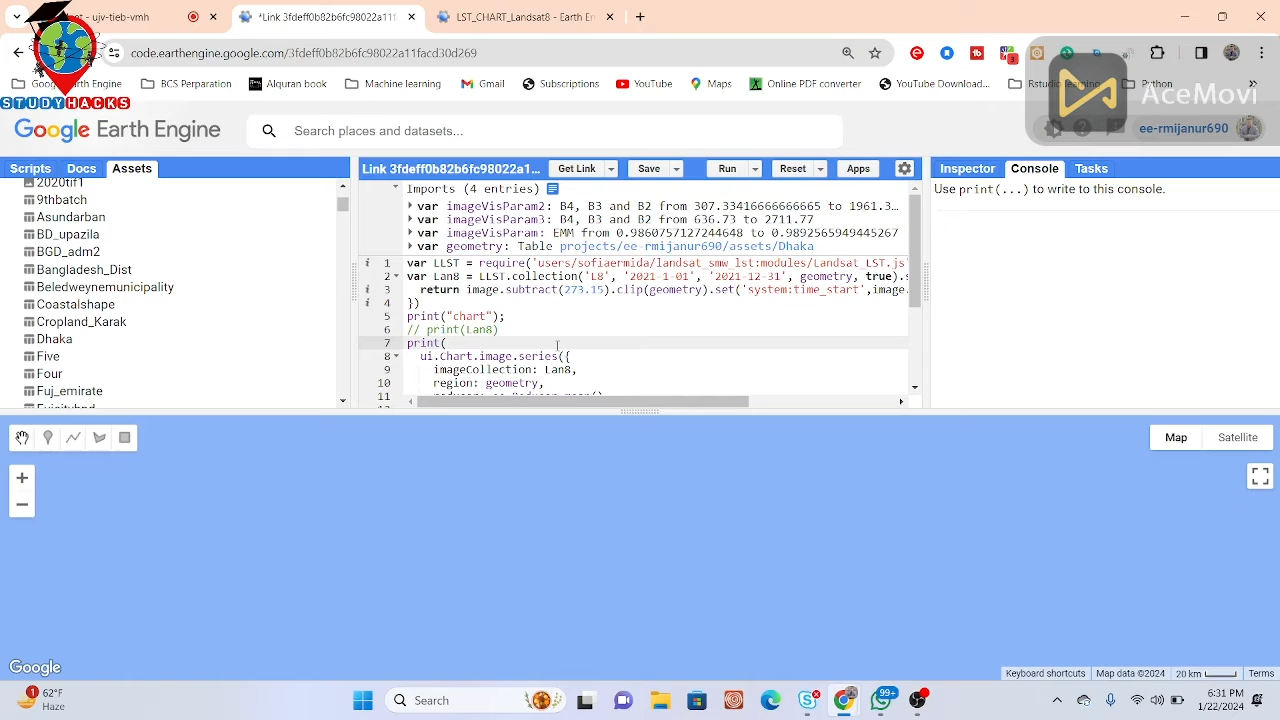 *Link 3fdeff0b82b6fc98022a11f
LST_CHART_Landsat8 - Earth En
code.earthengine.google.com/3fdeff0b82b6fc98022a11facd30d269
BCS Perparation
Alquran book
Machine learning
Gmail
Subscriptions
YouTube
Maps
Online PDF converter
YouTube Download...
Rstudio
Python
AceMovi
STUDYHACKS
Google Earth Engine
Search places and datasets...
ee-rmijanur690
Scripts
Docs
Assets
2020tif1
9thbatch
Asundarban
BD_upazila
BGD_adm2
Bangladesh_Dist
Beledweynemunicipality
Coastalshape
Cropland_Karak
Dhaka
Five
Four
Fuj_emirate
Link 3fdeff0b82b6fc98022a1...
Get Link
Save
Run
Reset
Apps
Imports (4 entries)
var imageVisParam2: B4, B3 and B2 from 307.33416666666665 to 1961.3...
var imageVisParam3: B4, B3 and B2 from 636.73 to 2711.77
var imageVisParam: EMM from 0.9860757127244648 to 0.9892569494452​67
var geometry: Table projects/ee-rmijanur690/assets/Dhaka
1 var LLST = require('users/sofiaermida/landsat_smw_lst:modules/Landsat_LST.js'
2 var Lan8 = LLST.collection('L8', '2021-1-01', '2021-12-31', geometry, true).s
3 return image.subtract(273.15).clip(geometry).set('system:time_start',image.
4 })
5 print("chart");
6 // print(Lan8)
7 print(
8 ui.Chart.image.series({
9 imageCollection: Lan8,
10 region: geometry,
11
Inspector
Console
Tasks
Use print(...) to write to this console.
Map
Satellite
Google
Keyboard shortcuts
Map data ©2024
20 km
Terms
1
62°F
Haze
Search
99+
6:31 PM
1/22/2024